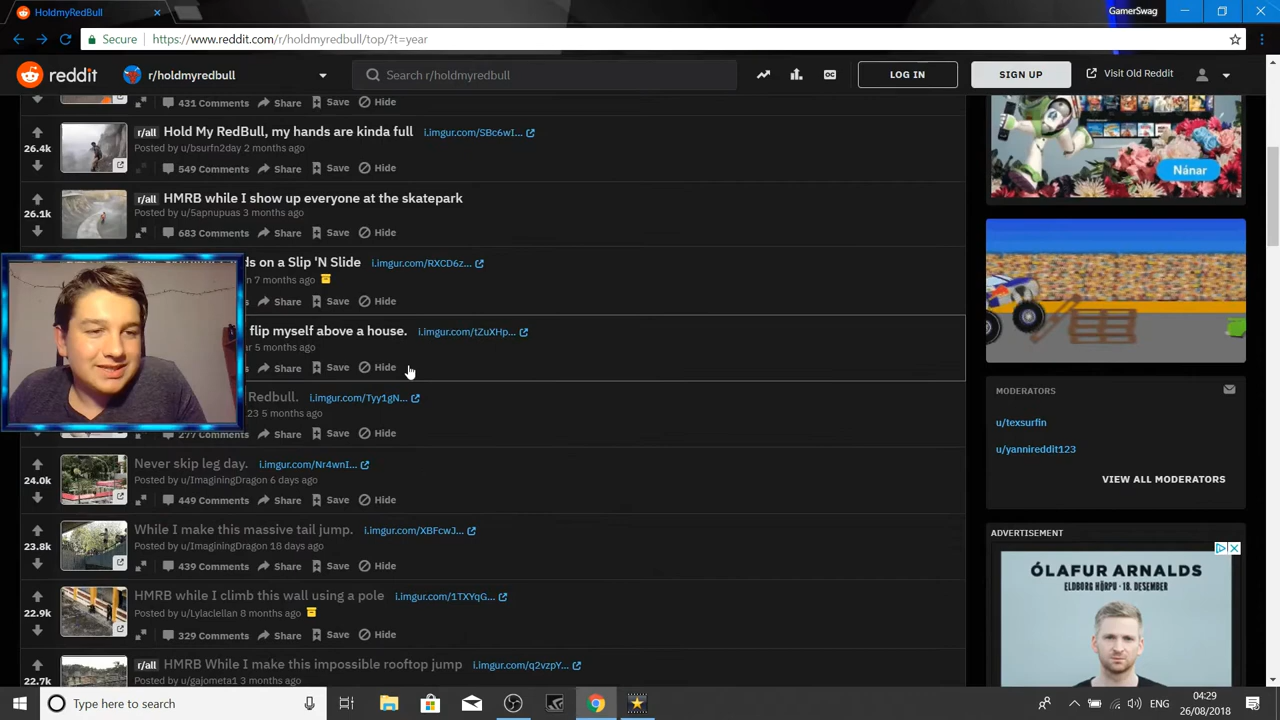 HoldmyRedBull
GamerSwag
Secure https://www.reddit.com/r/holdmyredbull/top/?t=year
reddit r/holdmyredbull Search r/holdmyredbull LOG IN SIGN UP Visit Old Reddit
431 Comments Share Save Hide
26.4k r/all Hold My RedBull, my hands are kinda full i.imgur.com/SBc6wI...
Posted by u/bsurfn2day 2 months ago
549 Comments Share Save Hide
26.1k r/all HMRB while I show up everyone at the skatepark
Posted by u/5apnupuas 3 months ago
683 Comments Share Save Hide
on a Slip 'N Slide i.imgur.com/RXCD6z...
7 months ago
Share Save Hide
flip myself above a house. i.imgur.com/tZuXHp...
5 months ago
Share Save Hide
Redbull. i.imgur.com/Tyy1gN...
23 5 months ago
277 Comments Share Save Hide
24.0k Never skip leg day. i.imgur.com/Nr4wnI...
Posted by u/ImaginingDragon 6 days ago
449 Comments Share Save Hide
23.8k While I make this massive tail jump. i.imgur.com/XBFcwJ...
Posted by u/ImaginingDragon 18 days ago
439 Comments Share Save Hide
22.9k HMRB while I climb this wall using a pole i.imgur.com/1TXYqG...
Posted by u/Lylaclellan 8 months ago
329 Comments Share Save Hide
22.7k r/all HMRB While I make this impossible rooftop jump i.imgur.com/q2vzpY...
Posted by u/gajometa1 3 months ago
Nánar
MODERATORS
u/texsurfin
u/yannireddit123
VIEW ALL MODERATORS
ADVERTISEMENT
ÓLAFUR ARNALDS
ELDBORG HÖRPU · 18. DESEMBER
Type here to search
ENG
04:29
26/08/2018